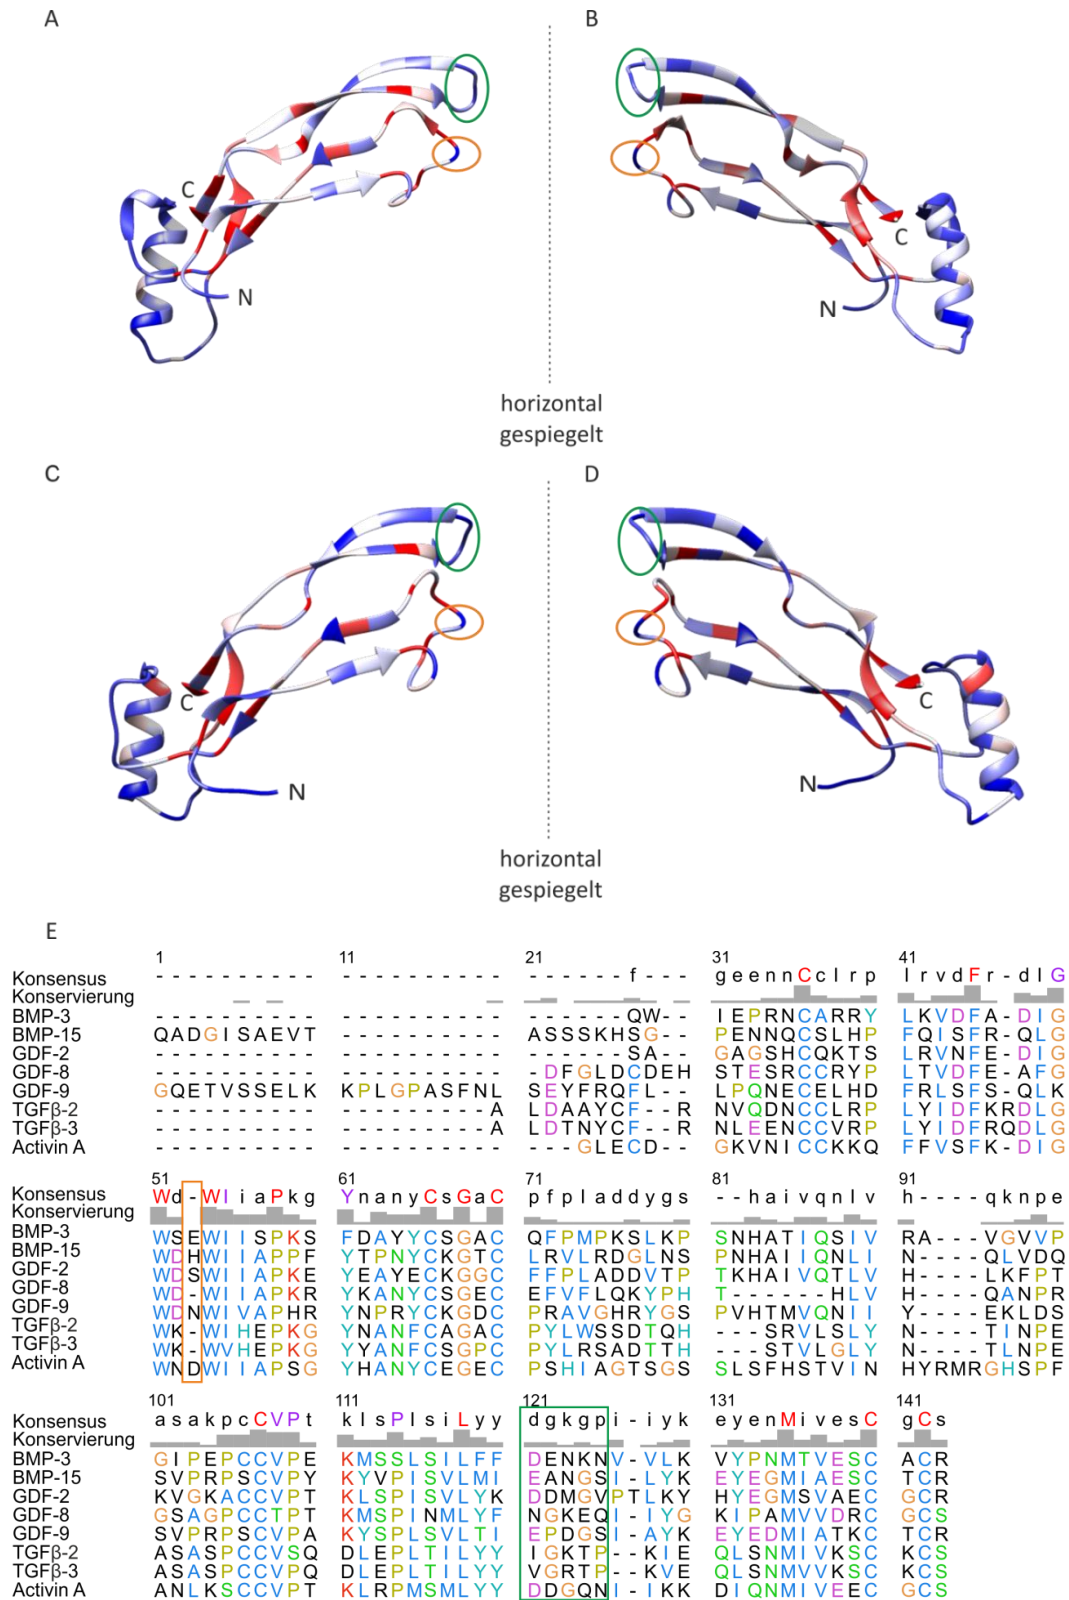 A
B
C
N
C
N
horizontal
gespiegelt
C
D
C
N
C
N
horizontal
gespiegelt
E
1 11 21 31 41
Konsensus - - - - - - - - - - - - - - - - - - - - - - - - - - f - - - g e e n n C c l r p l r v d F r - d l G
Konservierung
BMP-3 - - - - - - - - - - - - - - - - - - - - - - - - - - Q W - - I E P R N C A R R Y L K V D F A - D I G
BMP-15 Q A D G I S A E V T - - - - - - - - - - A S S S K H S G - - P E N N Q C S L H P F Q I S F R - Q L G
GDF-2 - - - - - - - - - - - - - - - - - - - - - - - - - - S A - - G A G S H C Q K T S L R V N F E - D I G
GDF-8 - - - - - - - - - - - - - - - - - - - - - D F G L D C D E H S T E S R C C R Y P L T V D F E - A F G
GDF-9 G Q E T V S S E L K K P L G P A S F N L S E Y F R Q F L - - L P Q N E C E L H D F R L S F S - Q L K
TGFβ-2 - - - - - - - - - - - - - - - - - - - A L D A A Y C F - - R N V Q D N C C L R P L Y I D F K R D L G
TGFβ-3 - - - - - - - - - - - - - - - - - - - A L D T N Y C F - - R N L E E N C C V R P L Y I D F R Q D L G
Activin A - - - - - - - - - - - - - - - - - - - - - - - G L E C D - - G K V N I C C K K Q F F V S F K - D I G
51 61 71 81 91
Konsensus W d - W I i a P k g Y n a n y C s G a C p f p l a d d y g s - - h a i v q n l v h - - - - q k n p e
Konservierung
BMP-3 W S E W I I S P K S F D A Y Y C S G A C Q F P M P K S L K P S N H A T I Q S I V R A - - - V G V V P
BMP-15 W D H W I I A P P F Y T P N Y C K G T C L R V L R D G L N S P N H A I I Q N L I N - - - - Q L V D Q
GDF-2 W D S W I I A P K E Y E A Y E C K G G C F F P L A D D V T P T K H A I V Q T L V H - - - - L K F P T
GDF-8 W D - W I I A P K R Y K A N Y C S G E C E F V F L Q K Y P H T - - - - - - H L V H - - - - Q A N P R
GDF-9 W D N W I V A P H R Y N P R Y C K G D C P R A V G H R Y G S P V H T M V Q N I I Y - - - - E K L D S
TGFβ-2 W K - W I H E P K G Y N A N F C A G A C P Y L W S S D T Q H - - - S R V L S L Y N - - - - T I N P E
TGFβ-3 W K - W V H E P K G Y Y A N F C S G P C P Y L R S A D T T H - - - S T V L G L Y N - - - - T L N P E
Activin A W N D W I I A P S G Y H A N Y C E G E C P S H I A G T S G S S L S F H S T V I N H Y R M R G H S P F
101 111 121 131 141
Konsensus a s a k p c C V P t k l s P l s i L y y d g k g p i - i y k e y e n M i v e s C g C s
Konservierung
BMP-3 G I P E P C C V P E K M S S L S I L F F D E N K N V - V L K V Y P N M T V E S C A C R
BMP-15 S V P R P S C V P Y K Y V P I S V L M I E A N G S I - L Y K E Y E G M I A E S C T C R
GDF-2 K V G K A C C V P T K L S P I S V L Y K D D M G V P T L K Y H Y E G M S V A E C G C R
GDF-8 G S A G P C C T P T K M S P I N M L Y F N G K E Q I - I Y G K I P A M V V D R C G C S
GDF-9 S V P R P S C V P A K Y S P L S V L T I E P D G S I - A Y K E Y E D M I A T K C T C R
TGFβ-2 A S A S P C C V S Q D L E P L T I L Y Y I G K T P - - K I E Q L S N M I V K S C K C S
TGFβ-3 A S A S P C C V P Q D L E P L T I L Y Y V G R T P - - K V E Q L S N M V V K S C K C S
Activin A A N L K S C C V P T K L R P M S M L Y Y D D G Q N I - I K K D I Q N M I V E E C G C S